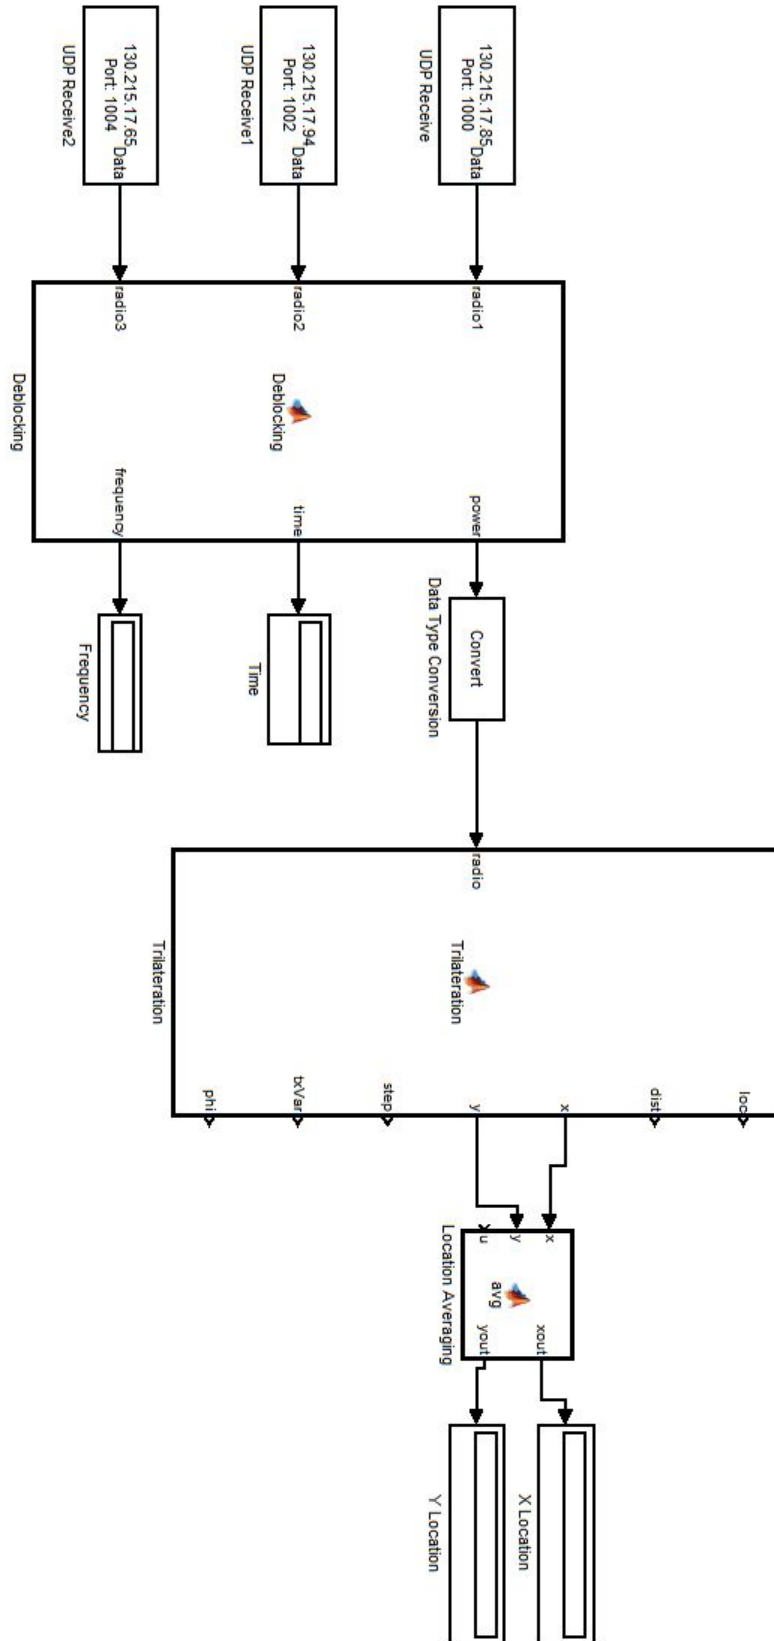 130.215.17.85
Port: 1000
Data
UDP Receive
130.215.17.94
Port: 1002
Data
UDP Receive1
130.215.17.65
Port: 1004
Data
UDP Receive2
radio1
radio2
radio3
Deblocking
power
time
frequency
Deblocking
Convert
Data Type Conversion
Time
Frequency
radio
Trilateration
loc
dist
x
y
step
txVar
phi
Trilateration
x
y
u
avg
xout
yout
Location Averaging
X Location
Y Location